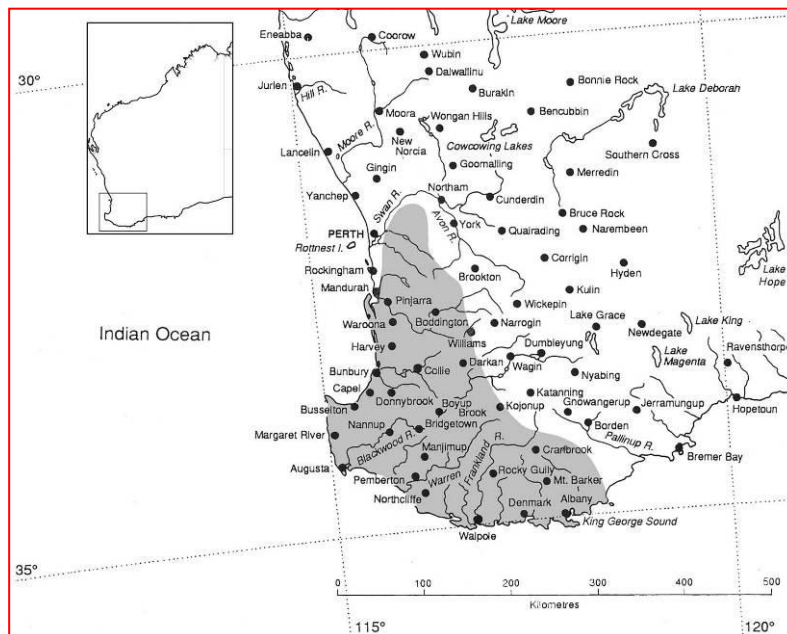 Lake Moore
Eneabba
Coorow
Wubin
30°
Dalwallinu
Jurien
Hill R.
Burakin
Bonnie Rock
Lake Deborah
Moora
Wongan Hills
Bencubbin
Moore R.
New
Norcia
Cowcowing Lakes
Lancelin
Southern Cross
Gingin
Goomalling
Merredin
Yanchep
Northam
Cunderdin
Swan R.
Avon R.
York
Bruce Rock
PERTH
Quairading
Narembeen
Rottnest I.
Rockingham
Brookton
Corrigin
Hyden
Lake
Hope
Mandurah
Pinjarra
Wickepin
Kulin
Indian Ocean
Waroona
Boddington
Narrogin
Lake Grace
Newdegate
Lake King
Harvey
Williams
Dumbleyung
Ravensthorpe
Bunbury
Collie
Darkan
Wagin
Nyabing
Lake
Magenta
Capel
Donnybrook
Boyup
Brook
Katanning
Gnowangerup
Jerramungup
Busselton
Kojonup
Hopetoun
Nannup
Bridgetown
Borden
Margaret River
Blackwood R.
Frankland R.
Pallinup R.
Manjimup
Cranbrook
Bremer Bay
Augusta
Pemberton
Warren
Rocky Gully
Mt. Barker
Northcliffe
Denmark
Albany
King George Sound
Walpole
35°
0 100 200 300 400 500
Kilometres
115°
120°